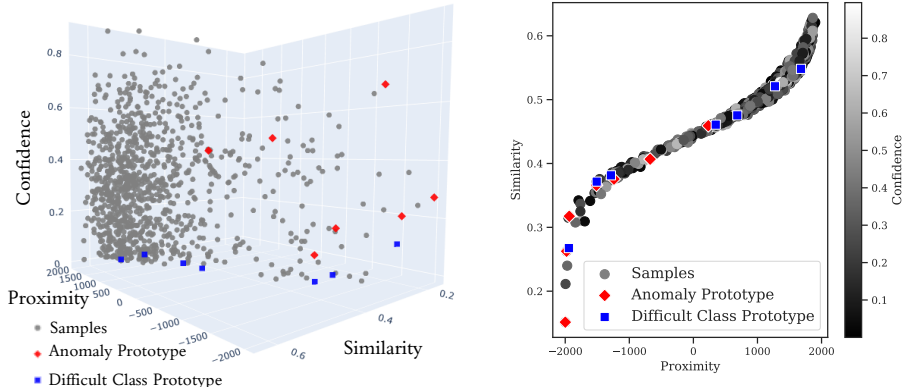 Confidence
0.8
0.6
0.4
0.2
0
2000
1500
1000
500
0
−500
−1000
−1500
−2000
0.6
0.4
0.2
Proximity
Similarity
Samples
Anomaly Prototype
Difficult Class Prototype
Similarity
0.6
0.5
0.4
0.3
0.2
−2000 −1000 0 1000 2000
Proximity
Samples
Anomaly Prototype
Difficult Class Prototype
0.8
0.7
0.6
0.5
0.4
0.3
0.2
0.1
Confidence